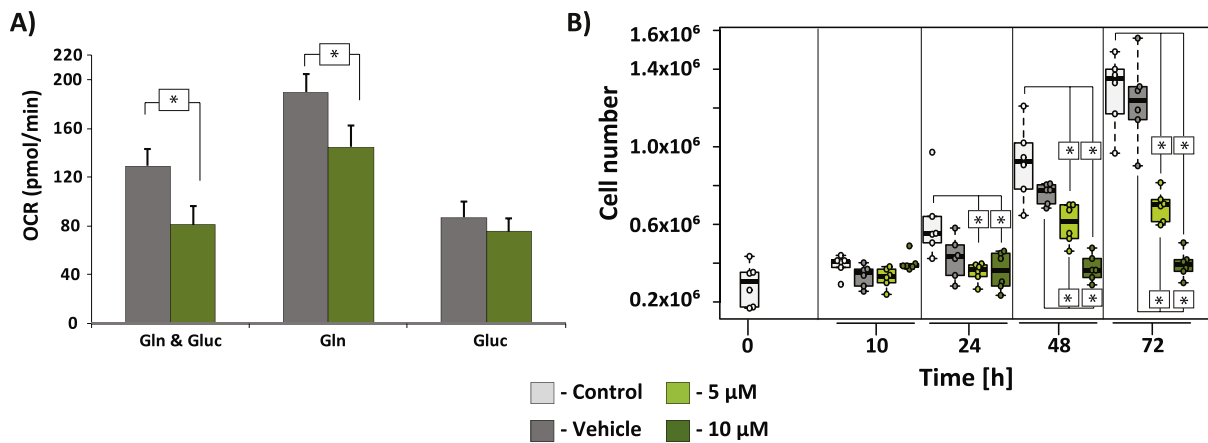 A)
OCR (pmol/min)
220
200
160
120
80
40
0
*
*
Gln & Gluc
Gln
Gluc
B)
Cell number
1.6x10⁶
1.4x10⁶
1.0x10⁶
0.6x10⁶
0.2x10⁶
* *
* *
* *
* *
* *
0
10
24
48
72
Time [h]
- Control
- 5 µM
- Vehicle
- 10 µM